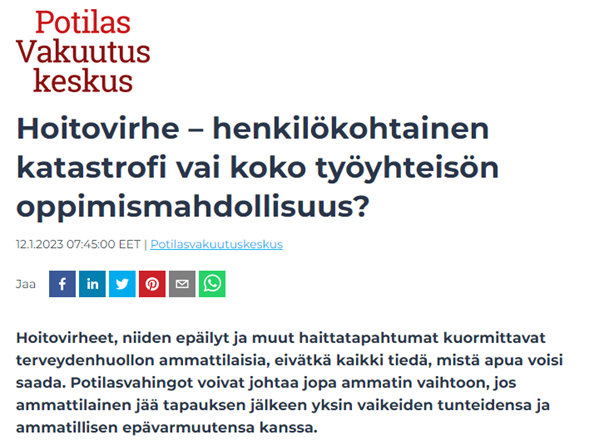 Potilas
Vakuutus
keskus
Hoitovirhe – henkilökohtainen
katastrofi vai koko työyhteisön
oppimismahdollisuus?
12.1.2023 07:45:00 EET | Potilasvakuutuskeskus
Jaa
Hoitovirheet, niiden epäilyt ja muut haittatapahtumat kuormittavat
terveydenhuollon ammattilaisia, eivätkä kaikki tiedä, mistä apua voisi
saada. Potilasvahingot voivat johtaa jopa ammatin vaihtoon, jos
ammattilainen jää tapauksen jälkeen yksin vaikeiden tunteidensa ja
ammatillisen epävarmuutensa kanssa.